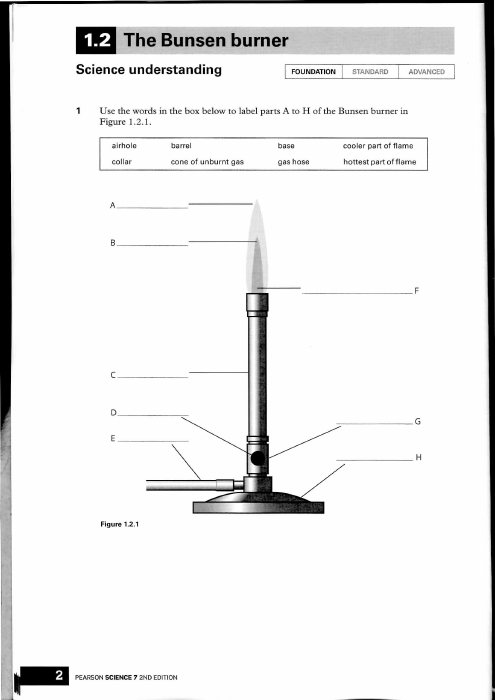 1.2 The Bunsen burner
Science understanding
FOUNDATION STANDARD ADVANCED
1 Use the words in the box below to label parts A to H of the Bunsen burner in
Figure 1.2.1.
airhole barrel base cooler part of flame
collar cone of unburnt gas gas hose hottest part of flame
A
B
F
C
D
G
E
H
Figure 1.2.1
2 PEARSON SCIENCE 7 2ND EDITION